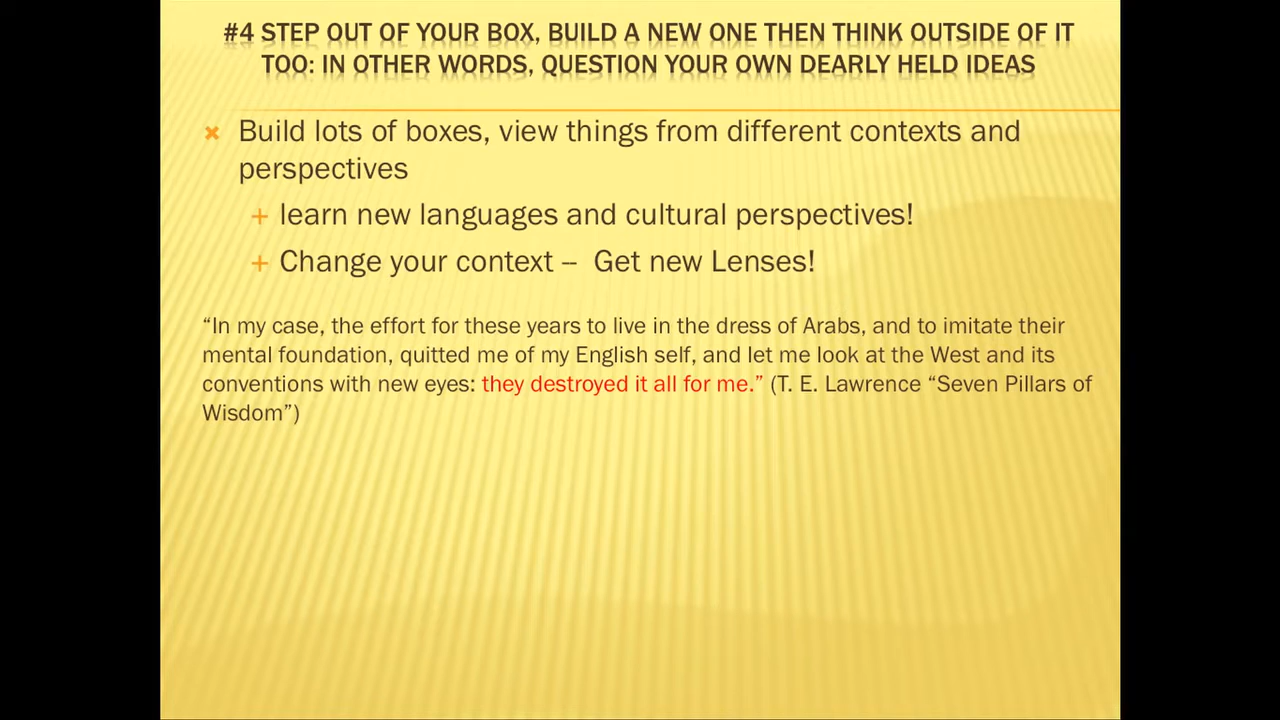 #4 STEP OUT OF YOUR BOX, BUILD A NEW ONE THEN THINK OUTSIDE OF IT
TOO: IN OTHER WORDS, QUESTION YOUR OWN DEARLY HELD IDEAS
Build lots of boxes, view things from different contexts and
perspectives
learn new languages and cultural perspectives!
Change your context –  Get new Lenses!
“In my case, the effort for these years to live in the dress of Arabs, and to imitate their
mental foundation, quitted me of my English self, and let me look at the West and its
conventions with new eyes: they destroyed it all for me.” (T. E. Lawrence “Seven Pillars of
Wisdom”)